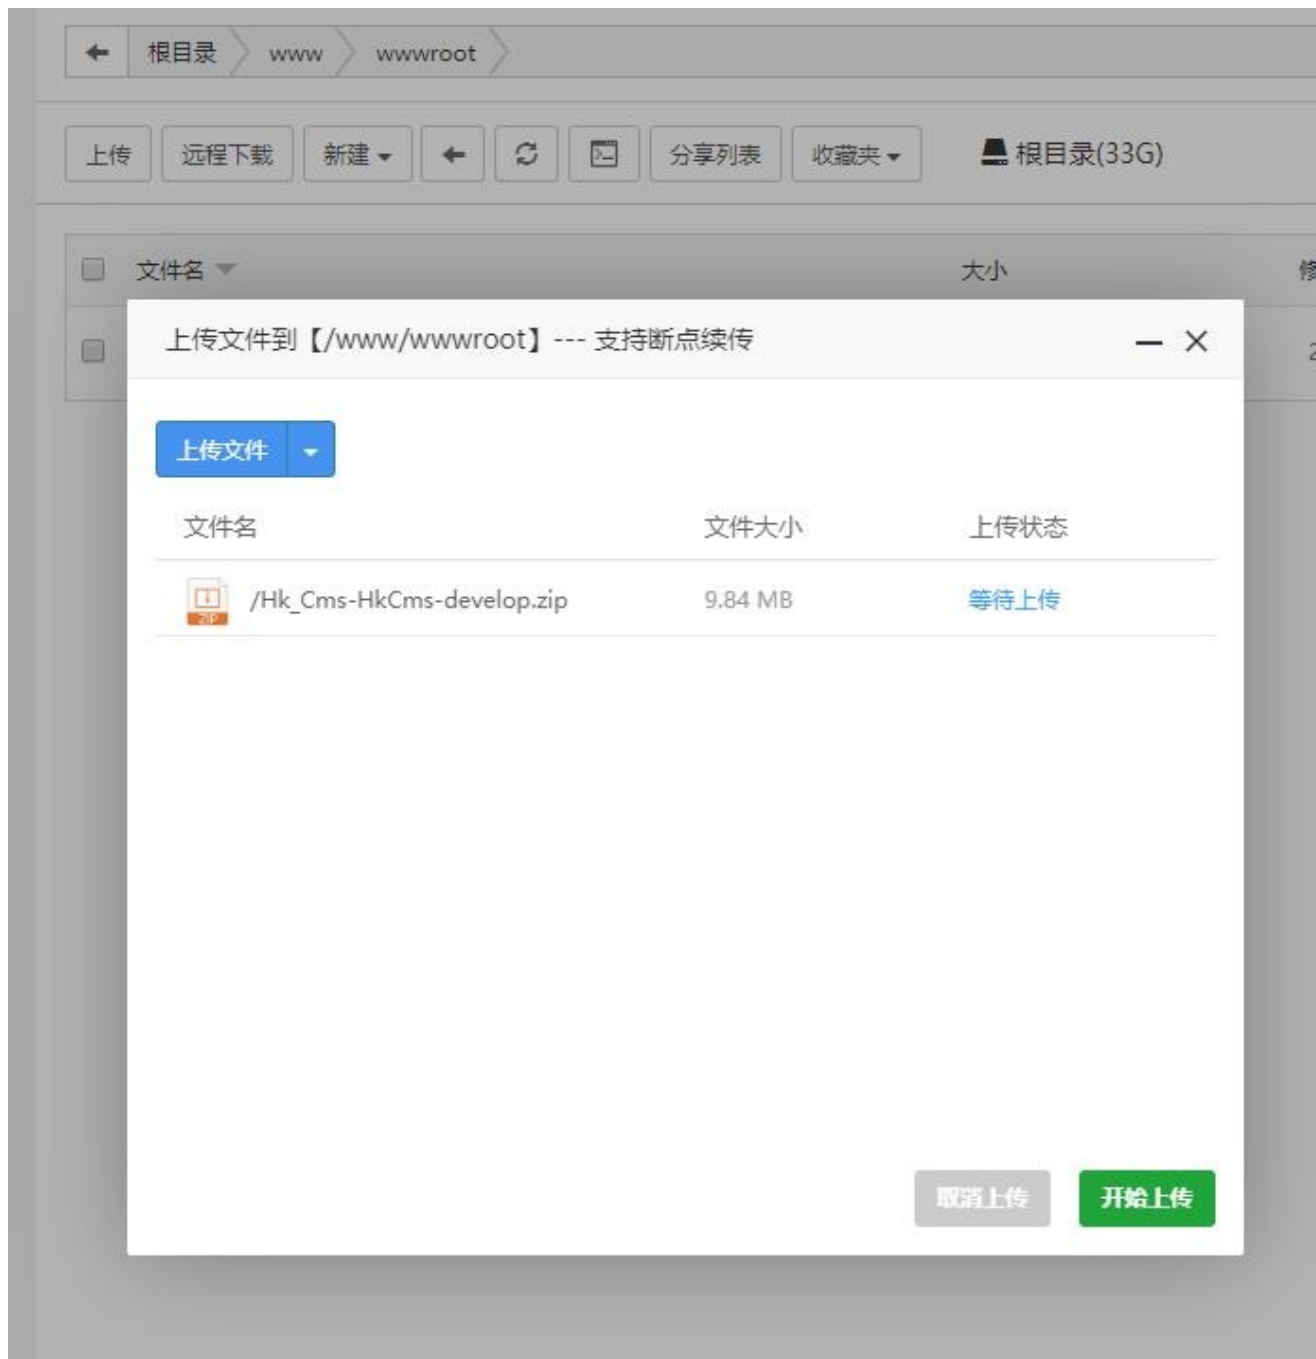 根目录 www wwwroot
上传 远程下载 新建 分享列表 收藏夹 根目录(33G)
文件名 大小 修
上传文件到【/www/wwwroot】--- 支持断点续传
2
上传文件
文件名 文件大小 上传状态
ZIP /Hk_Cms-HkCms-develop.zip 9.84 MB 等待上传
取消上传 开始上传